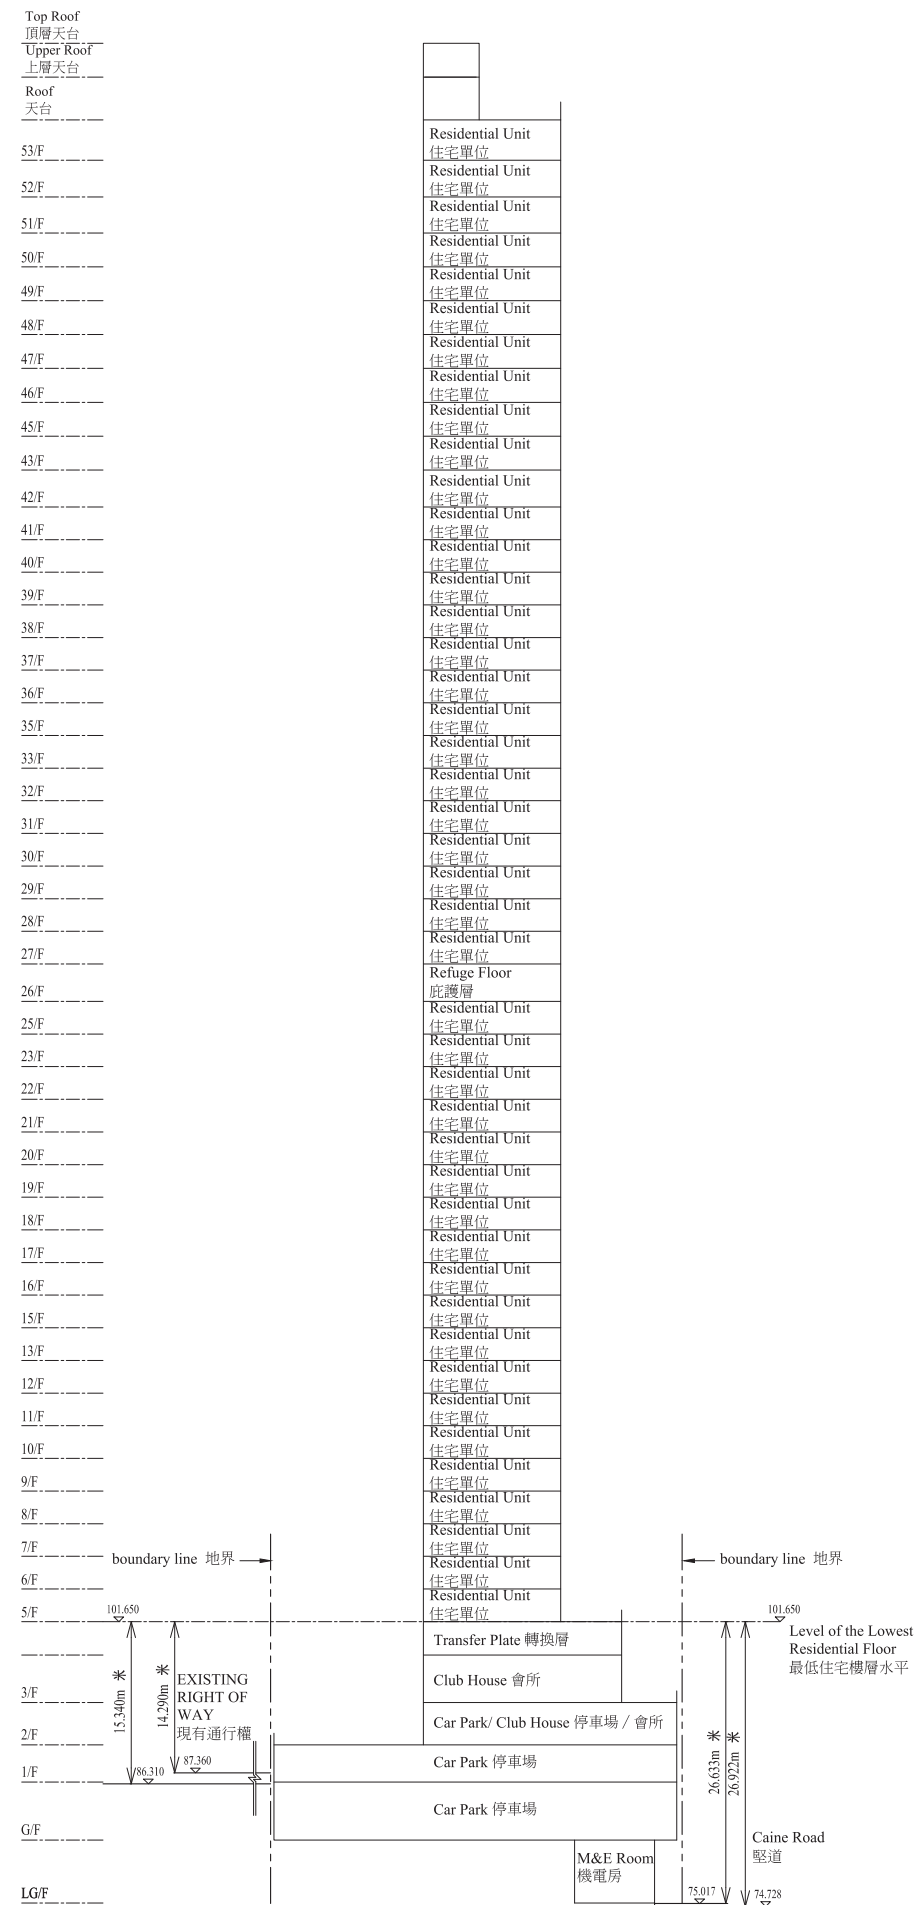 Top Roof
頂層天台
Upper Roof
上層天台
Roof
天台
53/F
Residential Unit
住宅單位
52/F
Residential Unit
住宅單位
51/F
Residential Unit
住宅單位
50/F
Residential Unit
住宅單位
49/F
Residential Unit
住宅單位
48/F
Residential Unit
住宅單位
47/F
Residential Unit
住宅單位
46/F
Residential Unit
住宅單位
45/F
Residential Unit
住宅單位
43/F
Residential Unit
住宅單位
42/F
Residential Unit
住宅單位
41/F
Residential Unit
住宅單位
40/F
Residential Unit
住宅單位
39/F
Residential Unit
住宅單位
38/F
Residential Unit
住宅單位
37/F
Residential Unit
住宅單位
36/F
Residential Unit
住宅單位
35/F
Residential Unit
住宅單位
33/F
Residential Unit
住宅單位
32/F
Residential Unit
住宅單位
31/F
Residential Unit
住宅單位
30/F
Residential Unit
住宅單位
29/F
Residential Unit
住宅單位
28/F
Residential Unit
住宅單位
27/F
Residential Unit
住宅單位
26/F
Refuge Floor
庇護層
25/F
Residential Unit
住宅單位
23/F
Residential Unit
住宅單位
22/F
Residential Unit
住宅單位
21/F
Residential Unit
住宅單位
20/F
Residential Unit
住宅單位
19/F
Residential Unit
住宅單位
18/F
Residential Unit
住宅單位
17/F
Residential Unit
住宅單位
16/F
Residential Unit
住宅單位
15/F
Residential Unit
住宅單位
13/F
Residential Unit
住宅單位
12/F
Residential Unit
住宅單位
11/F
Residential Unit
住宅單位
10/F
Residential Unit
住宅單位
9/F
Residential Unit
住宅單位
8/F
Residential Unit
住宅單位
7/F
Residential Unit
住宅單位
boundary line 地界
boundary line 地界
6/F
Residential Unit
住宅單位
5/F
Residential Unit
住宅單位
101.650
101.650
Level of the Lowest
Residential Floor
最低住宅樓層水平
Transfer Plate 轉換層
15.340m 米
14.290m 米
EXISTING
RIGHT OF
WAY
現有通行權
3/F
Club House 會所
2/F
Car Park/ Club House 停車場 / 會所
1/F
86.310
87.360
Car Park 停車場
26.633m 米
26.922m 米
G/F
Car Park 停車場
Caine Road
堅道
LG/F
M&E Room
機電房
75.017
74.728